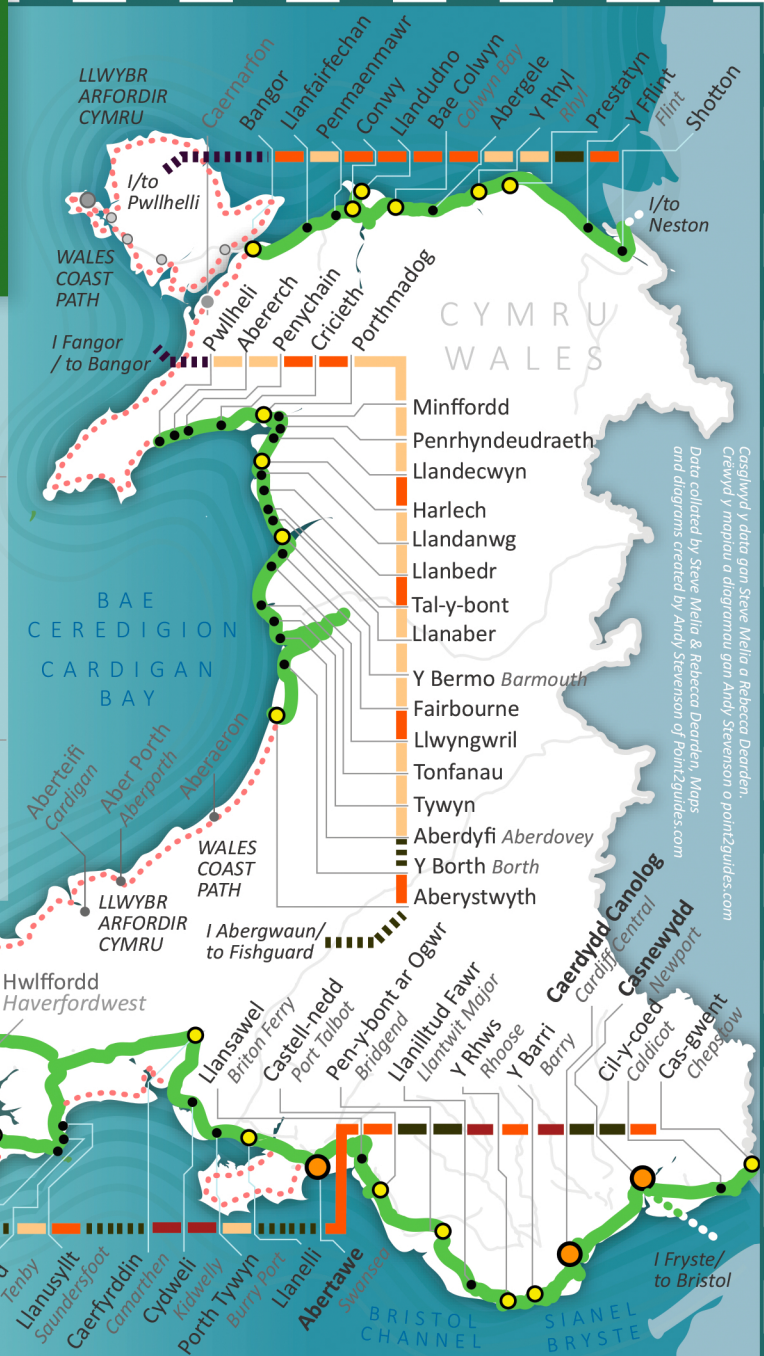 LLWYBR
ARFORDIR
CYMRU
Caernarfon
Bangor
Llanfairfechan
Penmaenmawr
Conwy
Llandudno
Bae Colwyn
Colwyn Bay
Abergele
Y Rhyl
Rhyl
Prestatyn
Y Fflint
Flint
Shotton
I/to
Pwllhelli
I/to
Neston
WALES
COAST
PATH
CYMRU
WALES
I Fangor
/ to Bangor
Pwllheli
Abererch
Penychain
Cricieth
Porthmadog
Minffordd
Penrhyndeudraeth
Llandecwyn
Harlech
Llandanwg
Llanbedr
Tal-y-bont
Llanaber
Y Bermo Barmouth
Fairbourne
Llwyngwril
Tonfanau
Tywyn
Aberdyfi Aberdovey
Y Borth Borth
Aberystwyth
BAE
CEREDIGION
CARDIGAN
BAY
Casglwyd y data gan Steve Melia a Rebecca Dearden.
Crëwyd y mapiau a diagramau gan Andy Stevenson o point2guides.com
Data collated by Steve Melia & Rebecca Dearden, Maps
and diagrams created by Andy Stevenson of Point2guides.com
Aberteifi
Cardigan
Aber Porth
Aberporth
Aberaeron
WALES
COAST
PATH
LLWYBR
ARFORDIR
CYMRU
I Abergwaun/
to Fishguard
Hwlffordd
Haverfordwest
Llansawel
Briton Ferry
Castell-nedd
Port Talbot
Pen-y-bont ar Ogwr
Bridgend
Llanilltud Fawr
Llantwit Major
Y Rhws
Rhoose
Y Barri
Barry
Caerdydd Canolog
Cardiff Central
Casnewydd
Newport
Cil-y-coed
Caldicot
Cas-gwent
Chepstow
Tenby
Llanusyllt
Saundersfoot
Caerfyrddin
Camarthen
Cydweli
Kidwelly
Porth Tywyn
Burry Port
Llanelli
Abertawe
Swansea
I Fryste/
to Bristol
BRISTOL
CHANNEL
SIANEL
BRYSTE